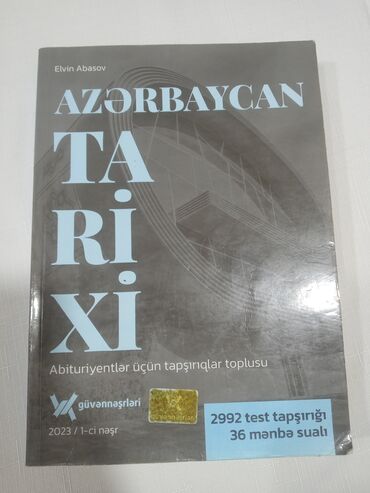 Elvin Abasov
AZƏRBAYCAN
TA
Rİ
Xİ
Abituriyentlər üçün tapşırıqlar toplusu
güvənnəşrləri
2023 / 1-ci nəşr
2992 test tapşırığı
36 mənbə sualı